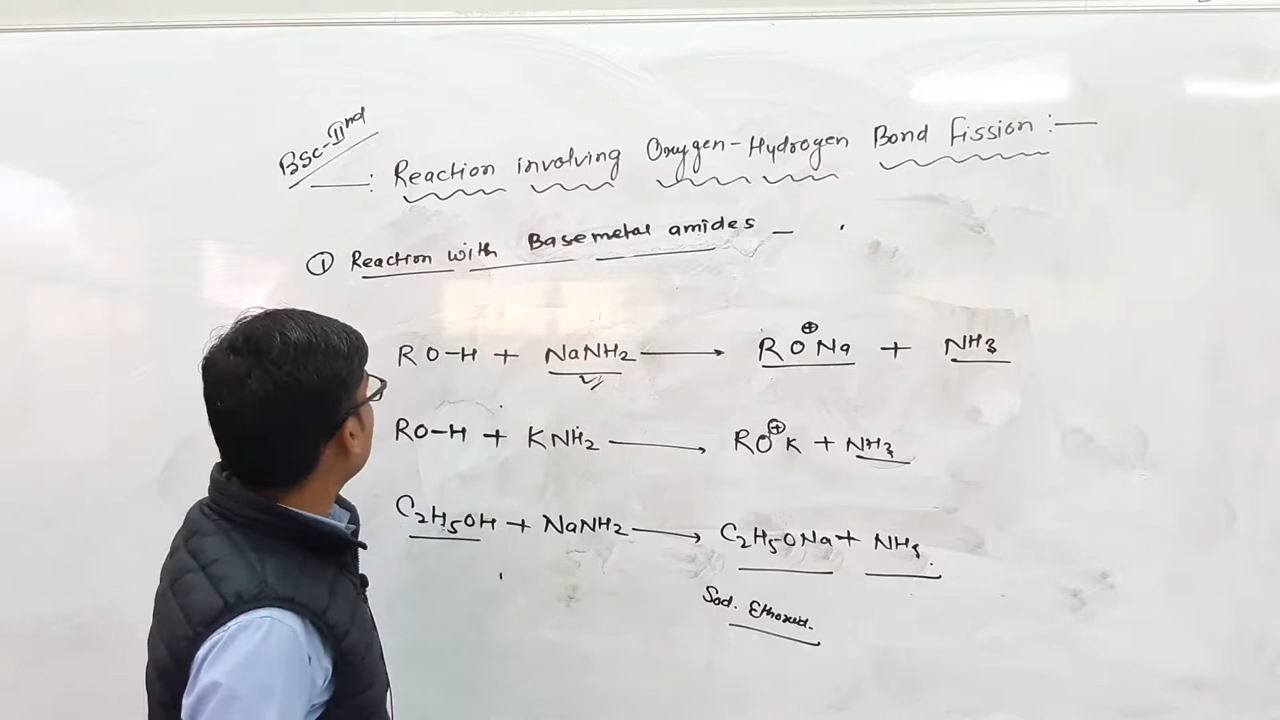 BSc-IInd
Reaction involving Oxygen-Hydrogen Bond Fission :—
① Reaction with Basemetal amides —
RO-H + NaNH₂ ⟶ RO⊕Na + NH₃
RO-H + KNH₂ ⟶ RO⊕K + NH₃
C₂H₅OH + NaNH₂ ⟶ C₂H₅ONa + NH₃.
Sod. Ethoxid.